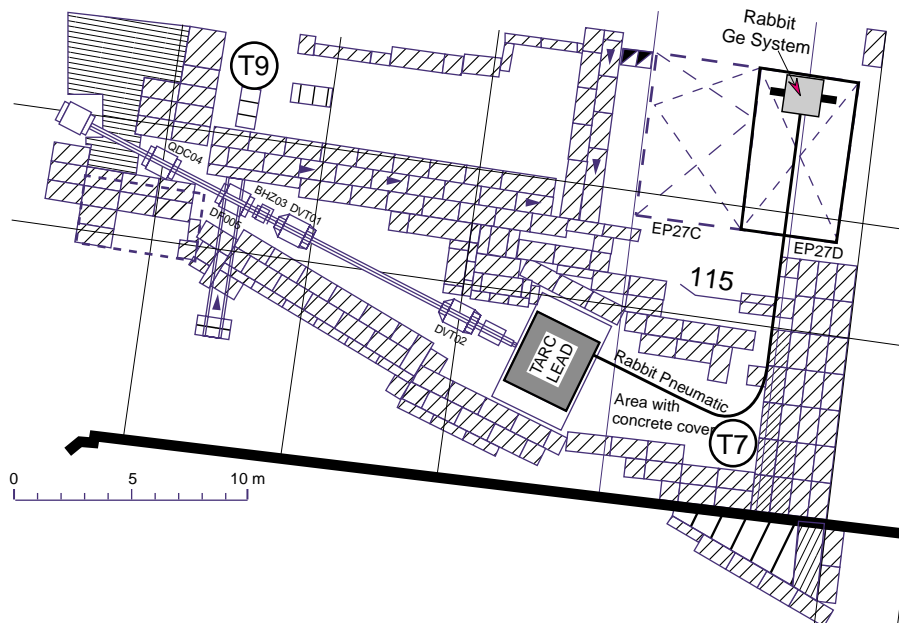 Rabbit
Ge System
T9
QDC04
BHZ03 DVT01
DP005
EP27C
EP27D
115
DVT02
TARC
LEAD
Rabbit Pneumatic
Area with
concrete cover
T7
0
5
10 m